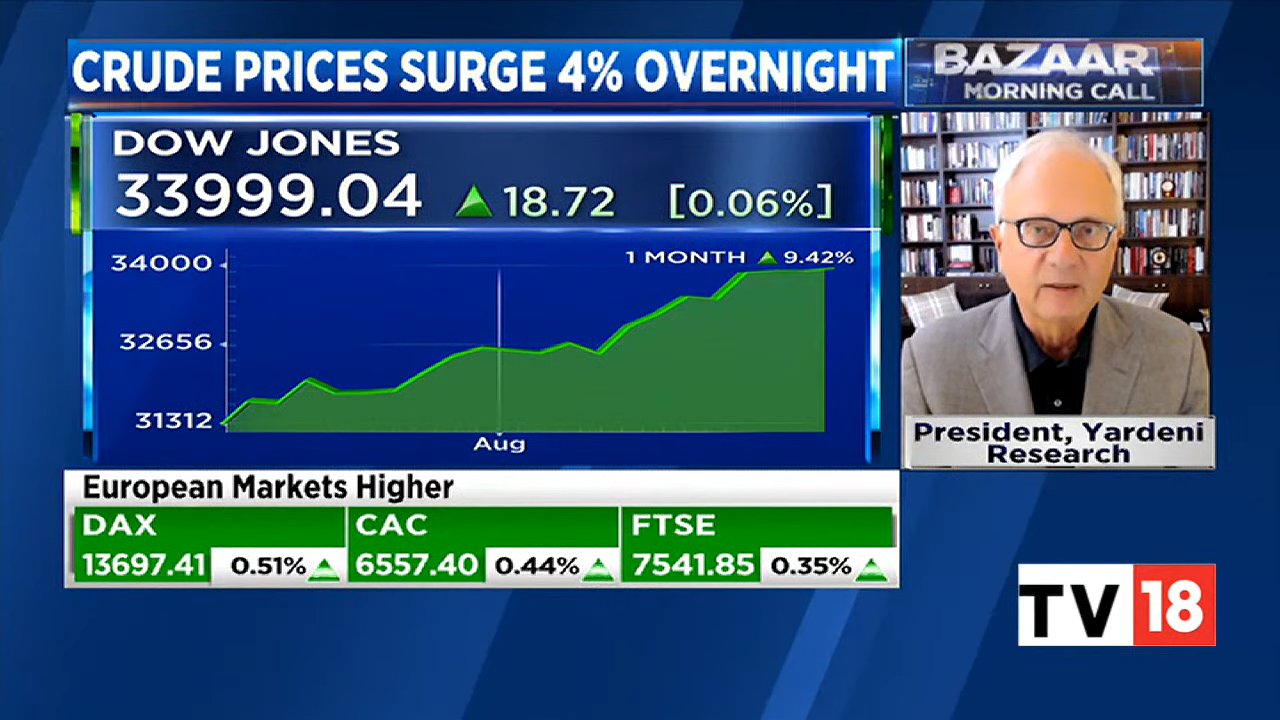 CRUDE PRICES SURGE 4% OVERNIGHT
BAZAAR
MORNING CALL
DOW JONES
33999.04 ▲ 18.72 [0.06%]
1 MONTH ▲ 9.42%
34000
32656
31312
Aug
President, Yardeni
Research
European Markets Higher
DAX
13697.41 0.51% ▲
CAC
6557.40 0.44% ▲
FTSE
7541.85 0.35% ▲
TV18